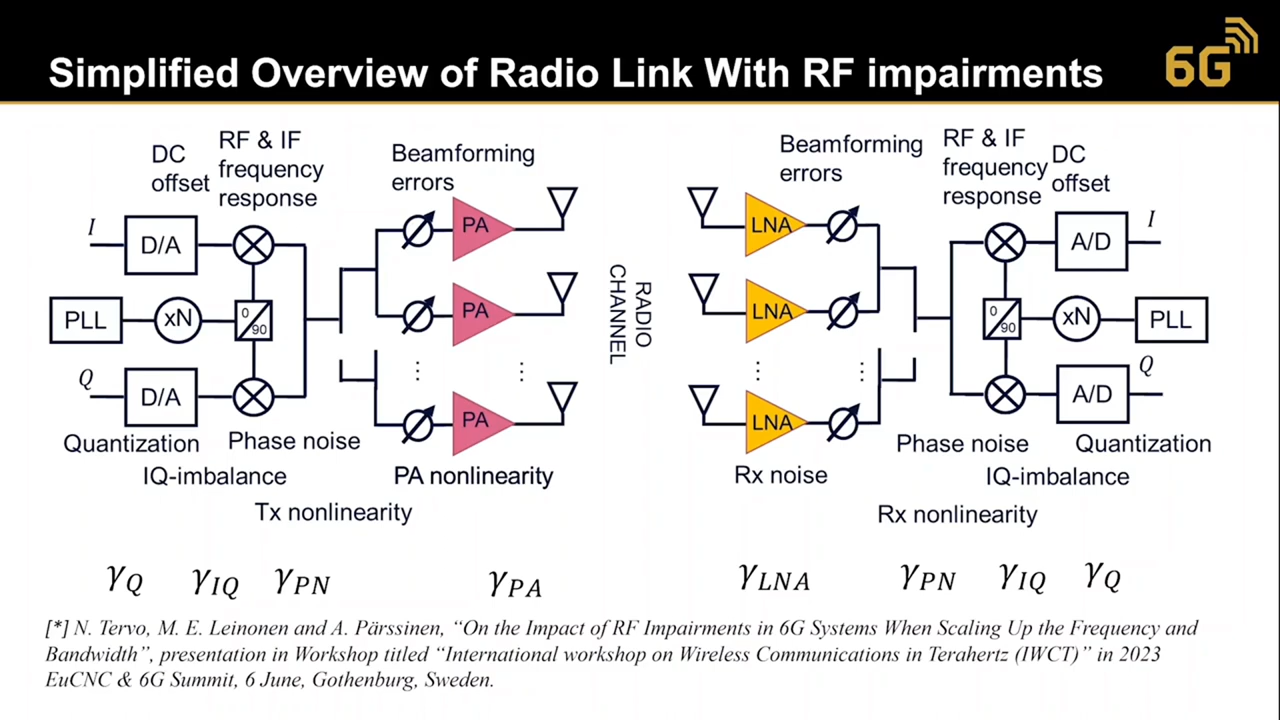 Simplified Overview of Radio Link With RF impairments
6G
DC
offset
RF & IF
frequency
response
Beamforming
errors
I
D/A
PA
PLL
xN
0
90
PA
Q
D/A
PA
Quantization
Phase noise
IQ-imbalance
PA nonlinearity
Tx nonlinearity
RADIO
CHANNEL
Beamforming
errors
RF & IF
frequency
response
DC
offset
LNA
A/D
I
LNA
0
90
xN
PLL
Q
LNA
A/D
Rx noise
Phase noise
Quantization
IQ-imbalance
Rx nonlinearity
γQ γIQ γPN γPA γLNA γPN γIQ γQ
[*] N. Tervo, M. E. Leinonen and A. Pärssinen, “On the Impact of RF Impairments in 6G Systems When Scaling Up the Frequency and
Bandwidth”, presentation in Workshop titled “International workshop on Wireless Communications in Terahertz (IWCT)” in 2023
EuCNC & 6G Summit, 6 June, Gothenburg, Sweden.